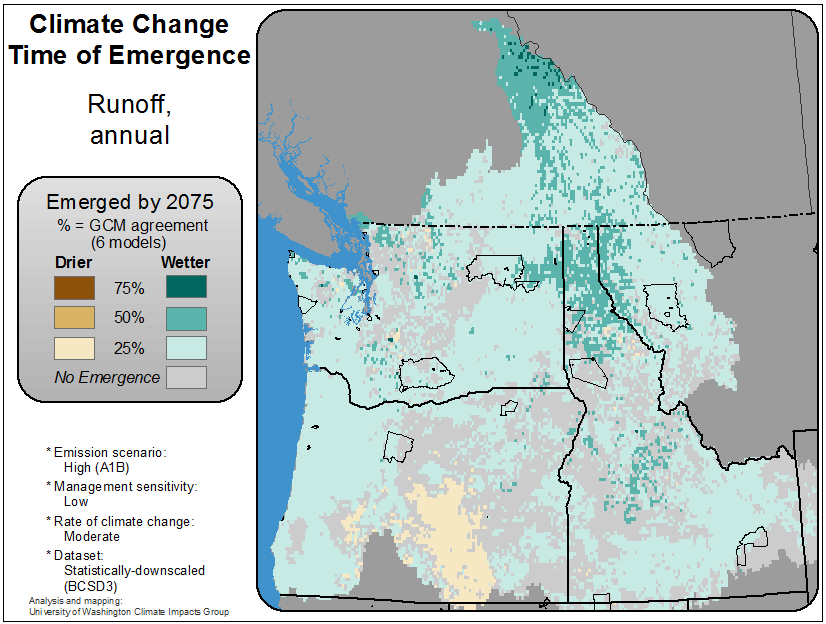 Climate Change
Time of Emergence
Runoff,
annual
Emerged by 2075
% = GCM agreement
(6 models)
Drier Wetter
75%
50%
25%
No Emergence
* Emission scenario:
High (A1B)
* Management sensitivity:
Low
* Rate of climate change:
Moderate
* Dataset:
Statistically-downscaled
(BCSD3)
Analysis and mapping:
University of Washington Climate Impacts Group